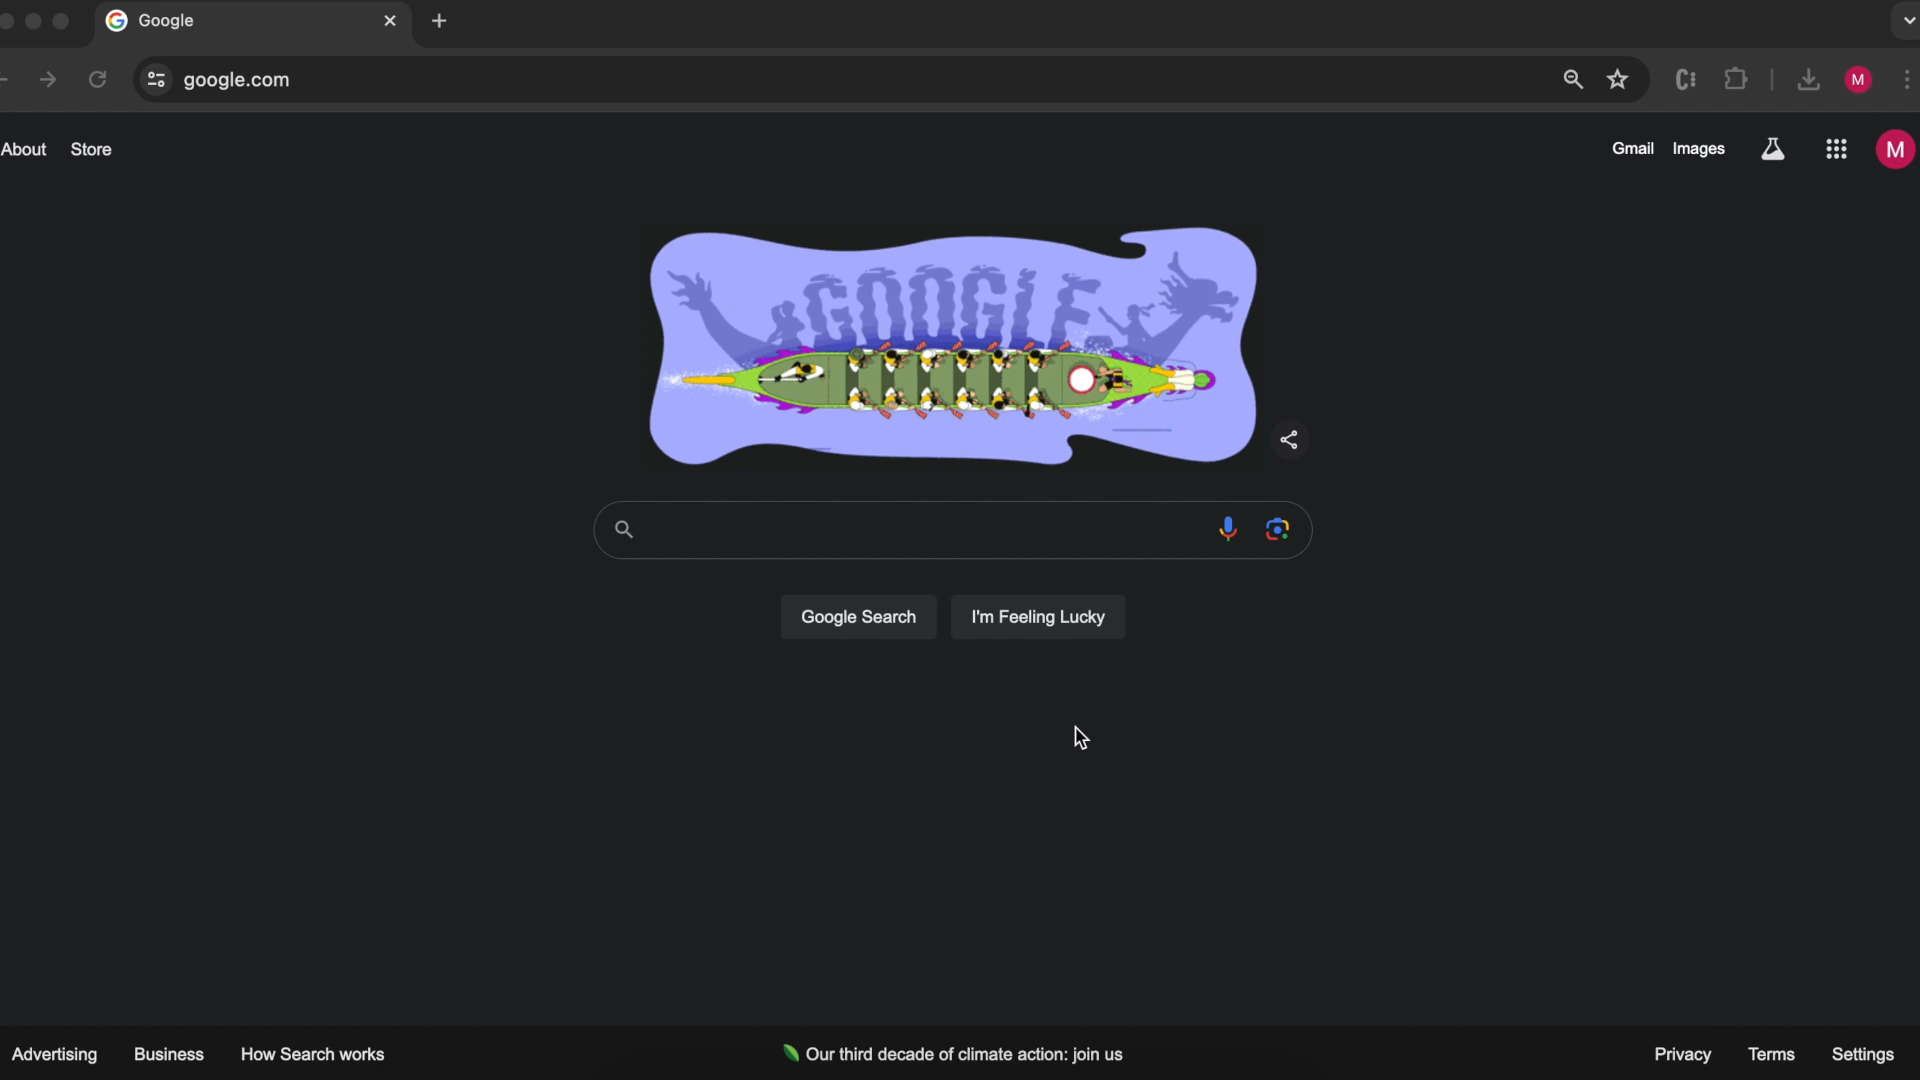 Google
google.com
M
About Store
Gmail Images
M
GOOGLE
Google Search
I'm Feeling Lucky
Advertising Business How Search works
Our third decade of climate action: join us
Privacy Terms Settings